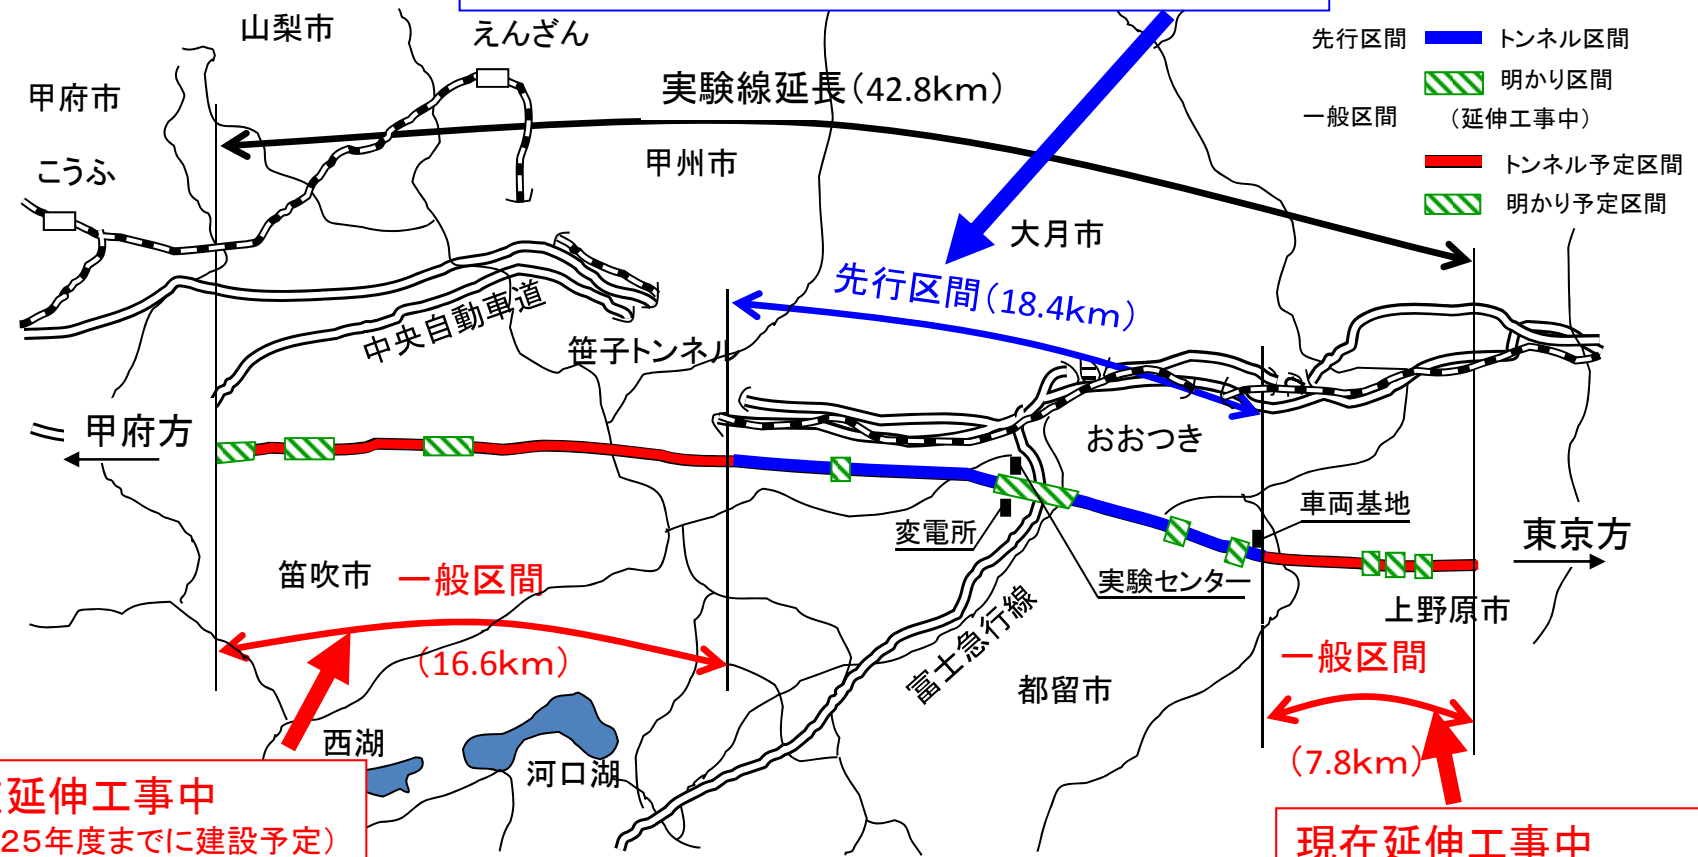 山梨市
えんざん
先行区間
トンネル区間
甲府市
実験線延長（42.8km）
明かり区間
一般区間
（延伸工事中）
こうふ
甲州市
トンネル予定区間
明かり予定区間
大月市
先行区間（18.4km）
中央自動車道
笹子トンネル
甲府方
おおつき
車両基地
変電所
東京方
笛吹市
一般区間
実験センター
上野原市
（16.6km）
富士急行線
一般区間
都留市
西湖
河口湖
（7.8km）
延伸工事中
25年度までに建設予定）
現在延伸工事中